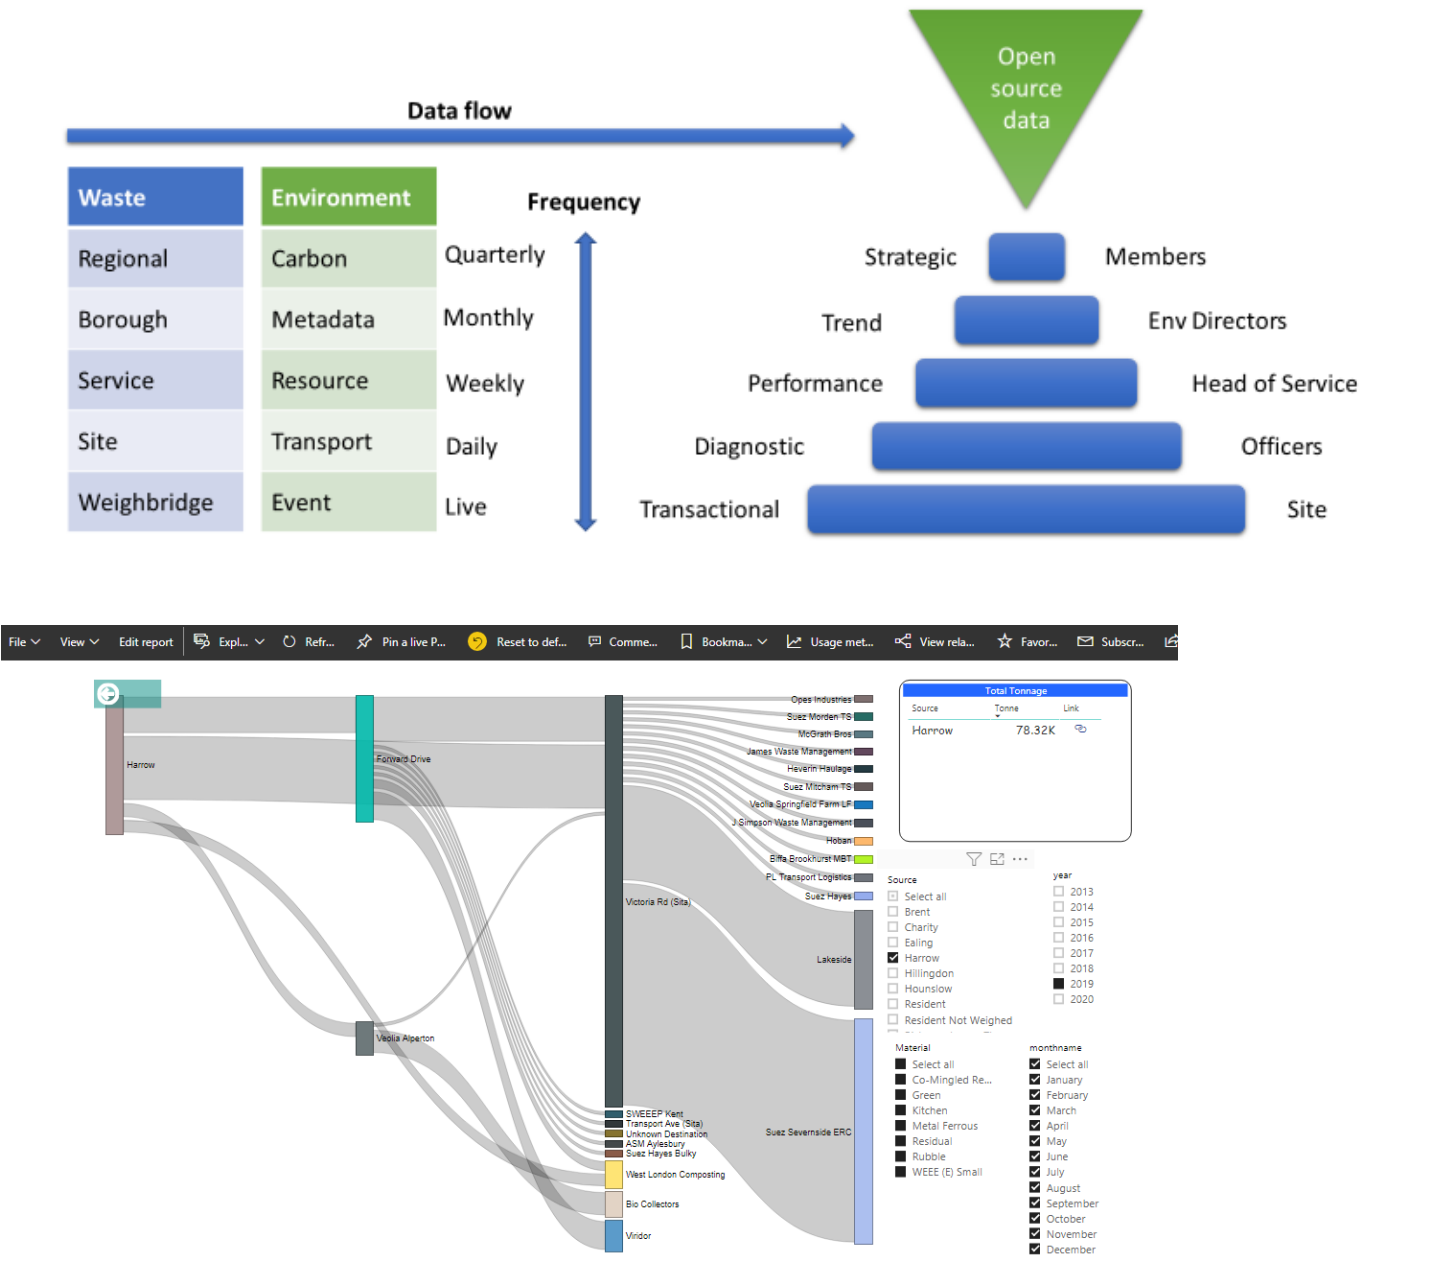 Open
source
data
Data flow
Waste
Environment
Frequency
Regional
Carbon
Quarterly
Strategic
Members
Borough
Metadata
Monthly
Trend
Env Directors
Service
Resource
Weekly
Performance
Head of Service
Site
Transport
Daily
Diagnostic
Officers
Weighbridge
Event
Live
Transactional
Site
File
View
Edit report
Expl...
Refr...
Pin a live P...
Reset to def...
Comme...
Bookma...
Usage met...
View rela...
Favor...
Subscr...
Harrow
Forward Drive
Veolia Alperton
Victoria Rd (Sita)
SWEEEP Kent
Transport Ave (Sita)
Unknown Destination
ASM Aylesbury
Suez Hayes Bulky
West London Composting
Bio Collectors
Viridor
Opes Industries
Suez Morden TS
McGrath Bros
James Waste Management
Heverin Haulage
Suez Mitcham TS
Veolia Springfield Farm LF
J Simpson Waste Management
Hoban
Biffa Brookhurst MBT
PL Transport Logistics
Suez Hayes
Lakeside
Suez Severnside ERC
Total Tonnage
Source Tonne Link
Harrow 78.32K
Source
Select all
Brent
Charity
Ealing
Harrow
Hillingdon
Hounslow
Resident
Resident Not Weighed
year
2013
2014
2015
2016
2017
2018
2019
2020
Material
Select all
Co-Mingled Re...
Green
Kitchen
Metal Ferrous
Residual
Rubble
WEEE (E) Small
monthname
Select all
January
February
March
April
May
June
July
August
September
October
November
December